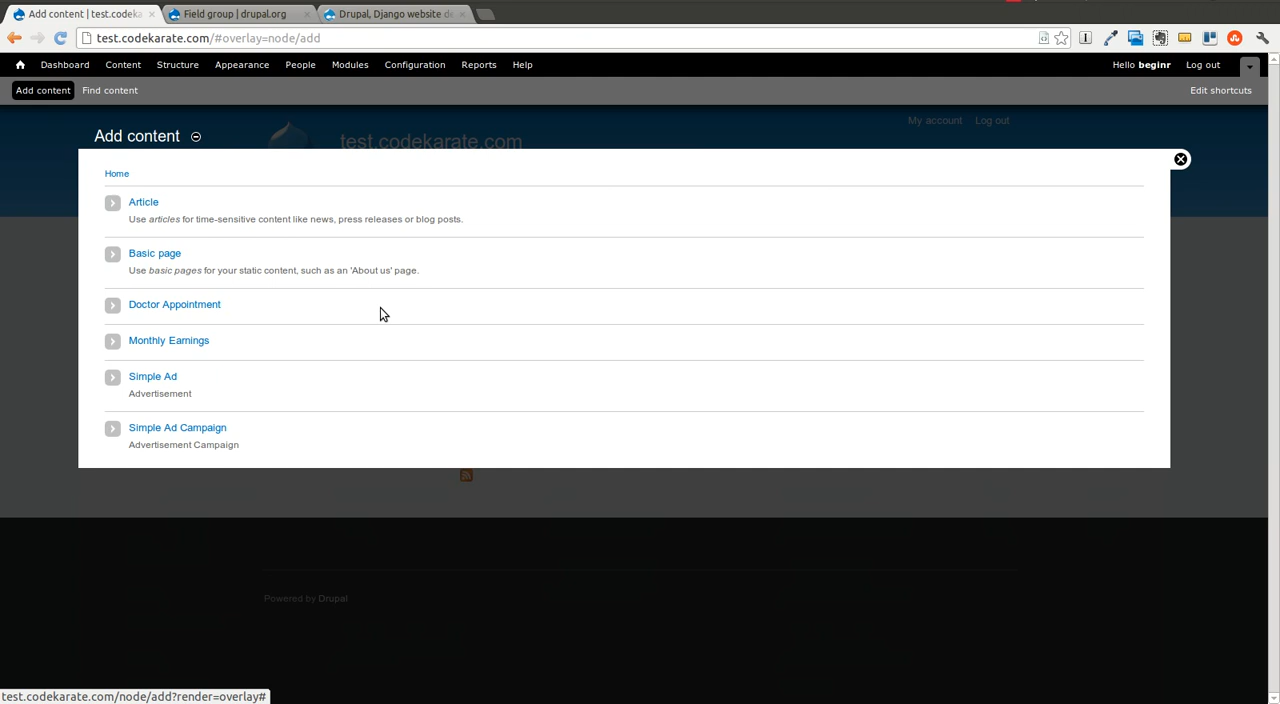 Add content | test.codeka
Field group | drupal.org
Drupal, Django website de
test.codekarate.com/#overlay=node/add
Dashboard Content Structure Appearance People Modules Configuration Reports Help
Hello beginr Log out
Add content Find content
Edit shortcuts
My account Log out
Add content
test.codekarate.com
Home
Article
Use articles for time-sensitive content like news, press releases or blog posts.
Basic page
Use basic pages for your static content, such as an 'About us' page.
Doctor Appointment
Monthly Earnings
Simple Ad
Advertisement
Simple Ad Campaign
Advertisement Campaign
Powered by Drupal
test.codekarate.com/node/add?render=overlay#